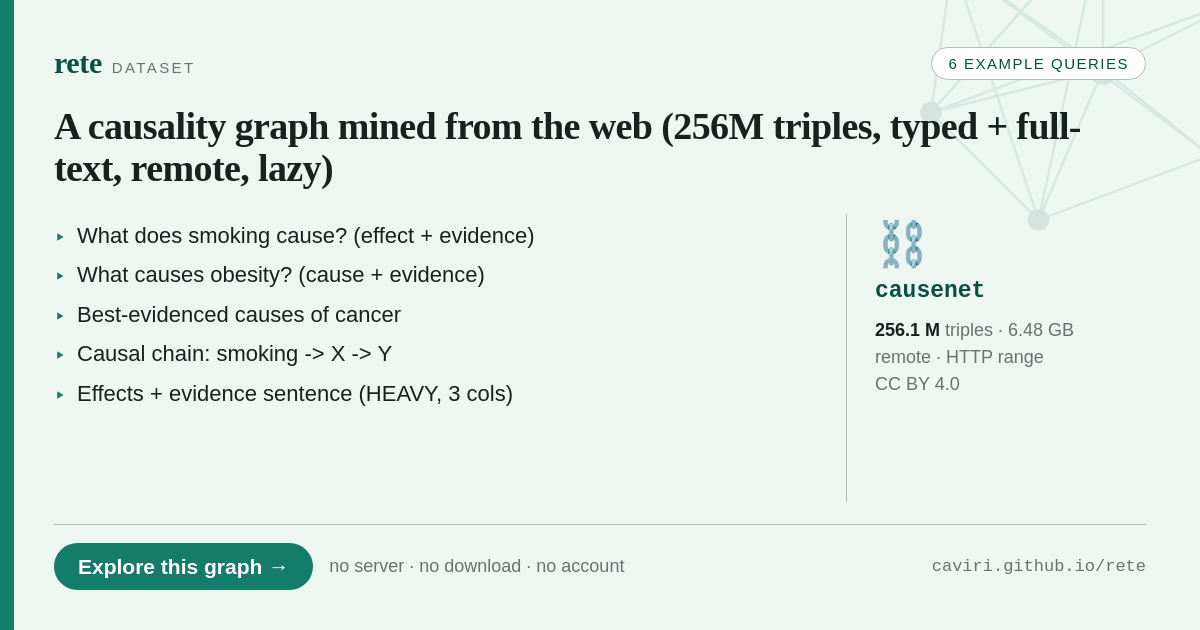 rete DATASET
6 EXAMPLE QUERIES
A causality graph mined from the web (256M triples, typed + full-
text, remote, lazy)
▸ What does smoking cause? (effect + evidence)
▸ What causes obesity? (cause + evidence)
▸ Best-evidenced causes of cancer
▸ Causal chain: smoking -> X -> Y
▸ Effects + evidence sentence (HEAVY, 3 cols)
causenet
256.1 M triples · 6.48 GB
remote · HTTP range
CC BY 4.0
Explore this graph →
no server · no download · no account
caviri.github.io/rete